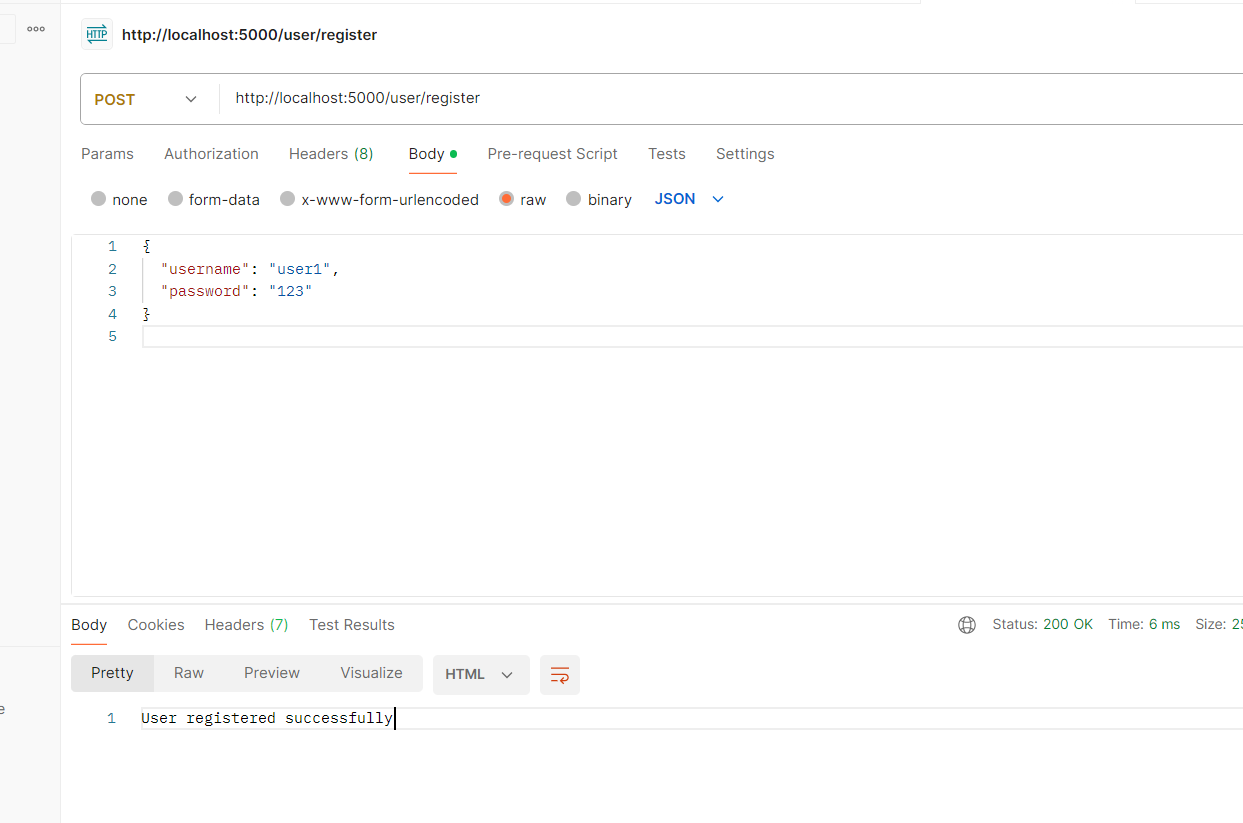 HTTP http://localhost:5000/user/register
POST http://localhost:5000/user/register
Params Authorization Headers (8) Body Pre-request Script Tests Settings
none form-data x-www-form-urlencoded raw binary JSON
1 {
2 "username": "user1",
3 "password": "123"
4 }
5
Body Cookies Headers (7) Test Results Status: 200 OK Time: 6 ms Size: 25
Pretty Raw Preview Visualize HTML
e
1 User registered successfully